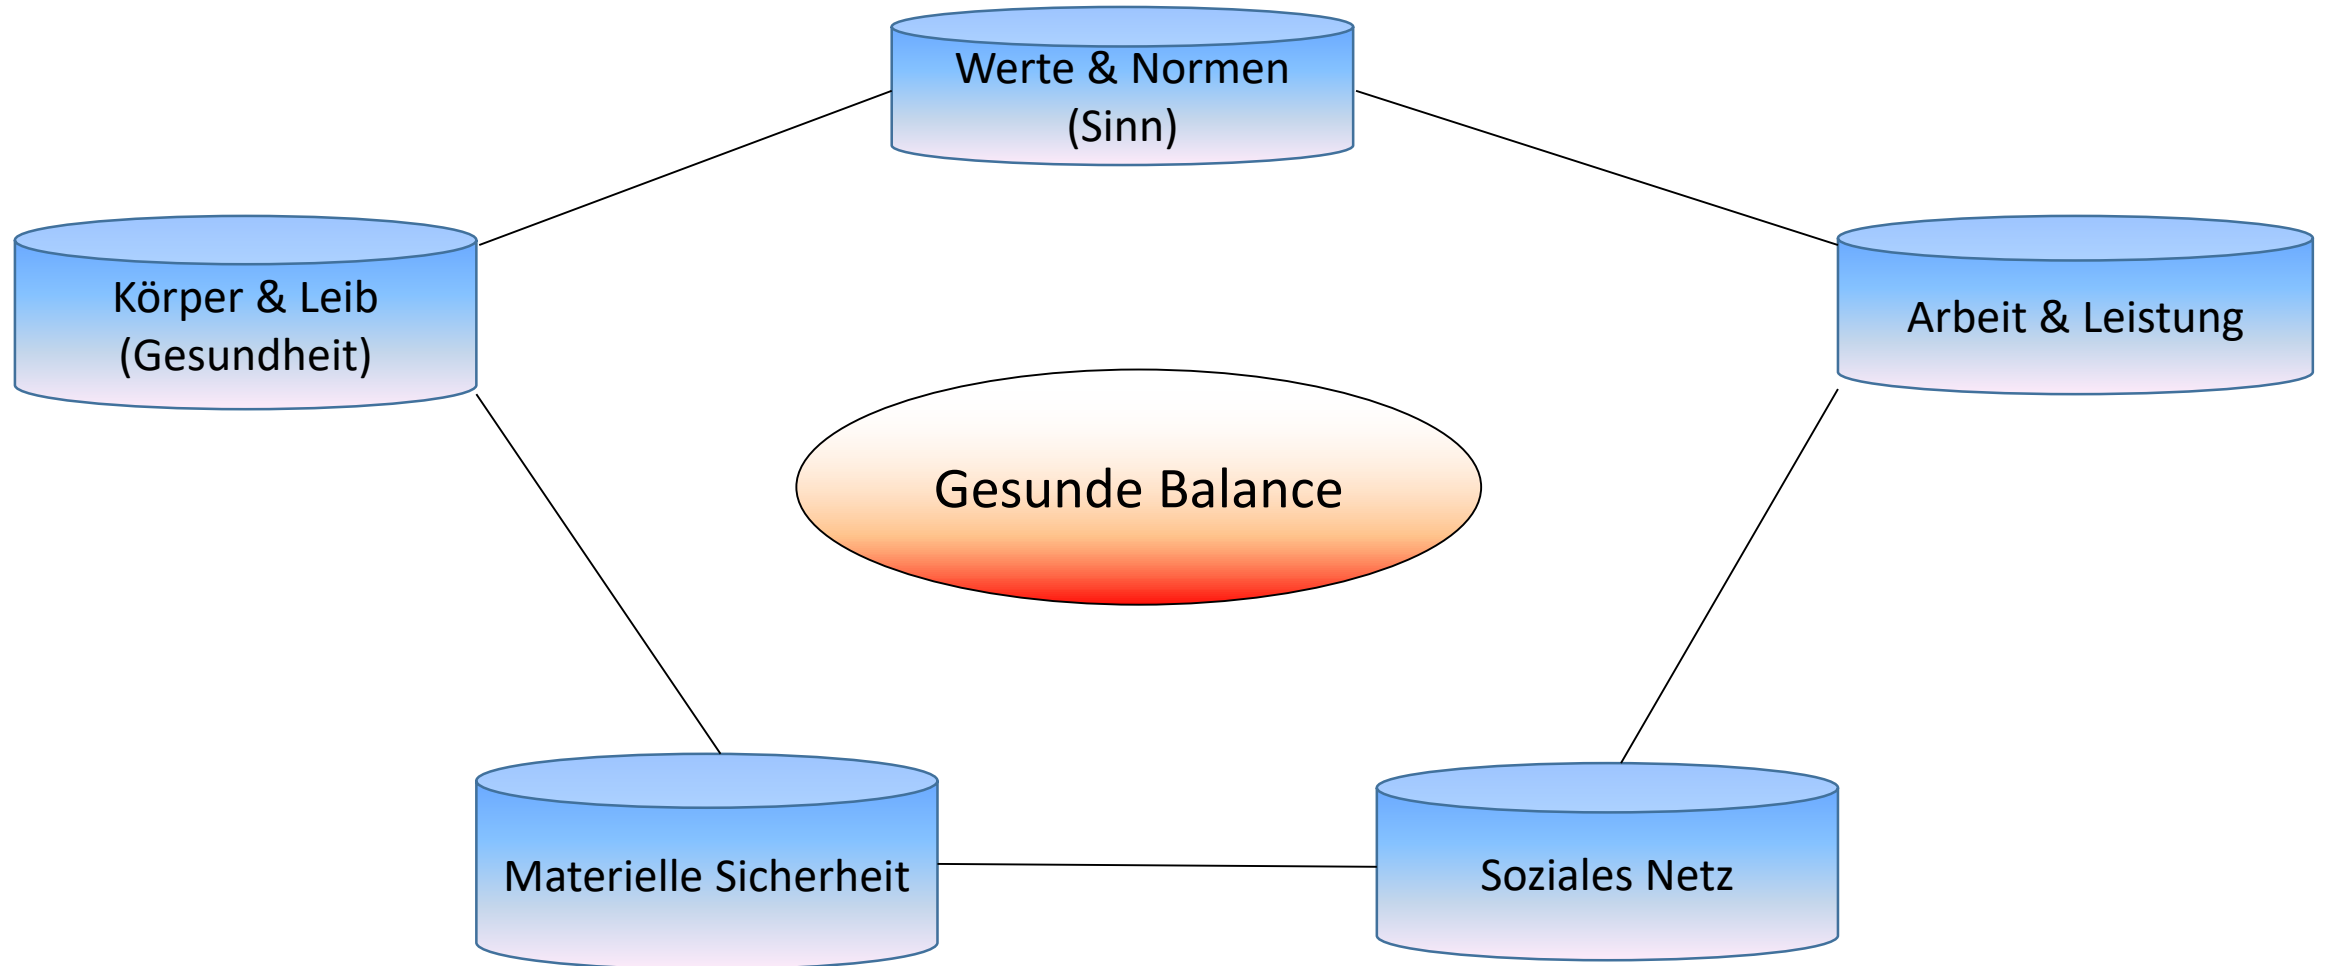 Werte & Normen
(Sinn)
Körper & Leib
(Gesundheit)
Arbeit & Leistung
Gesunde Balance
Materielle Sicherheit
Soziales Netz